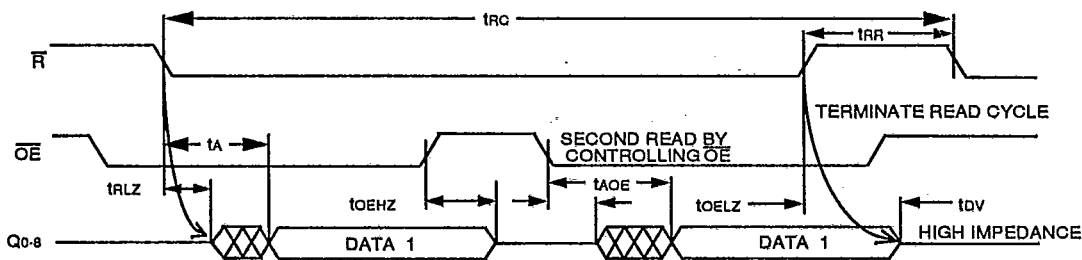 tRC
tRR
R
TERMINATE READ CYCLE
OE
tA
SECOND READ BY
CONTROLLING OE
tRLZ
tOEHZ
tAOE
tOELZ
tDV
Q0-8
DATA 1
DATA 1
HIGH IMPEDANCE